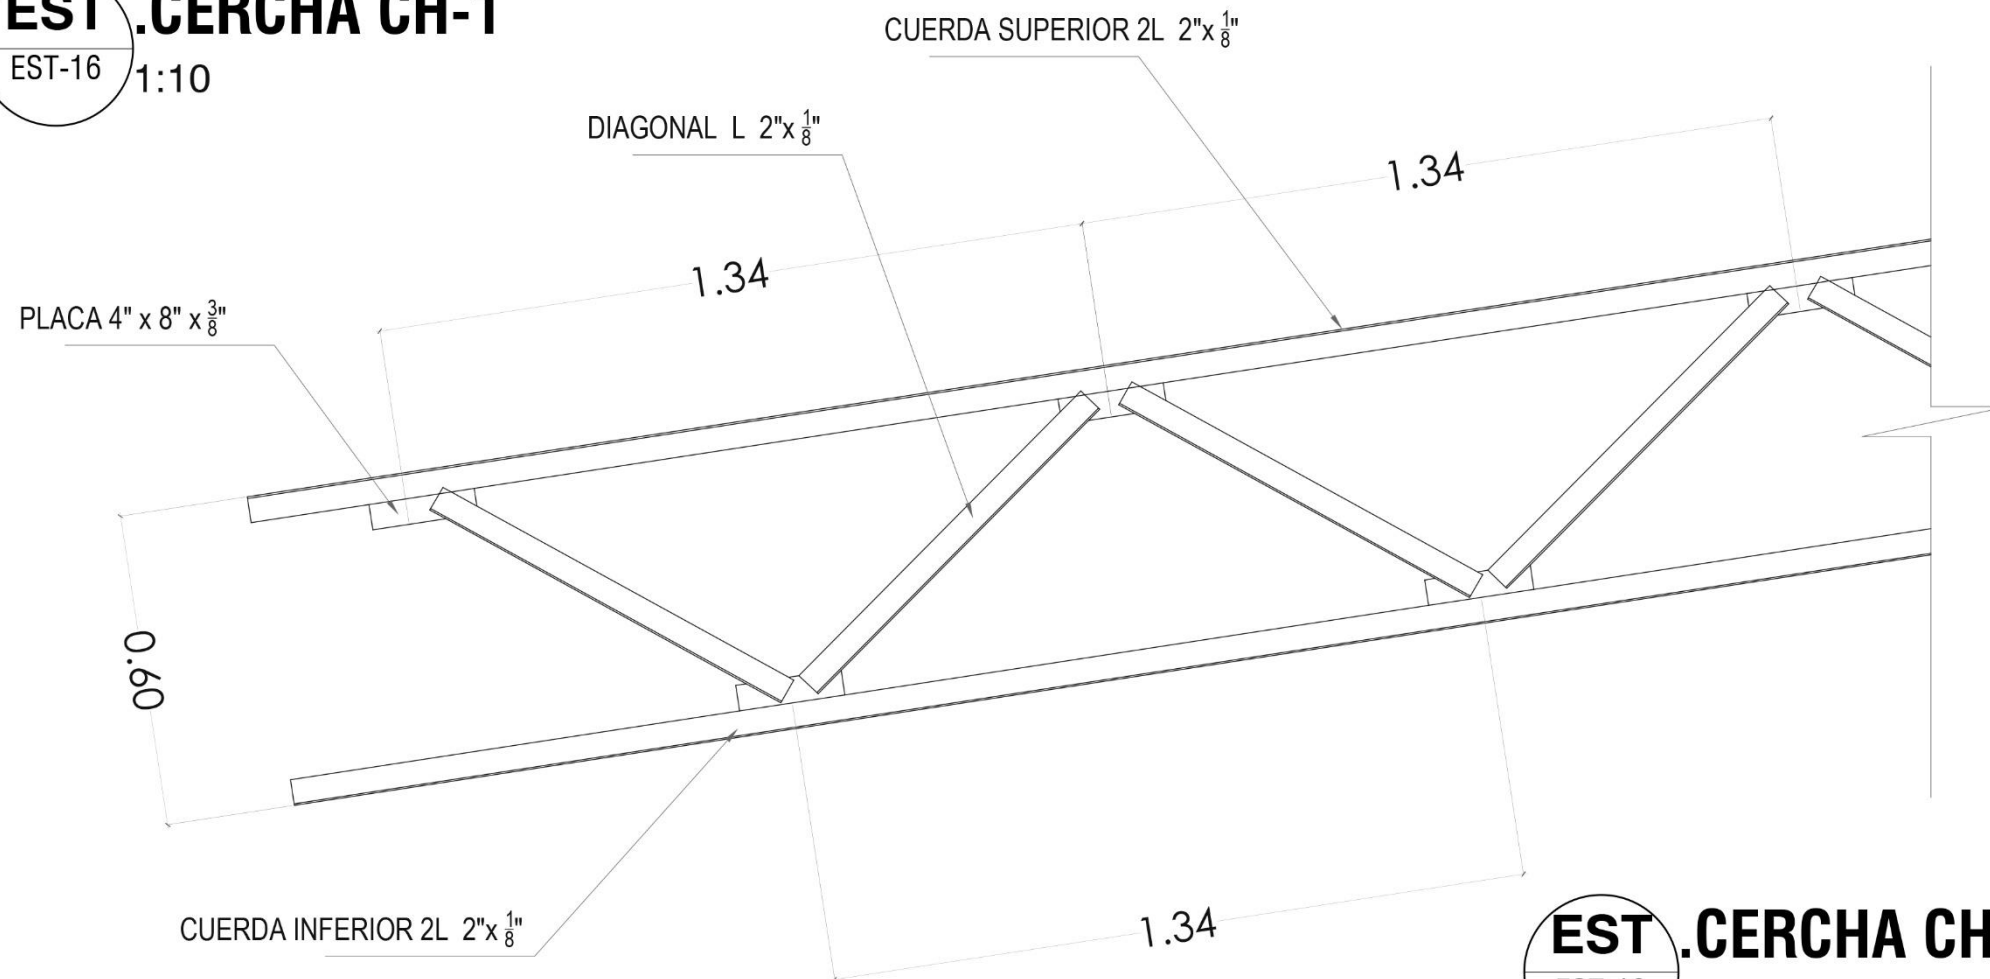 EST
.CERCHA CH-1
EST-16
1:10
CUERDA SUPERIOR 2L 2"x 1/8"
DIAGONAL L 2"x 1/8"
1.34
1.34
PLACA 4" x 8" x 3/8"
0.60
CUERDA INFERIOR 2L 2"x 1/8"
1.34
EST
.CERCHA CH